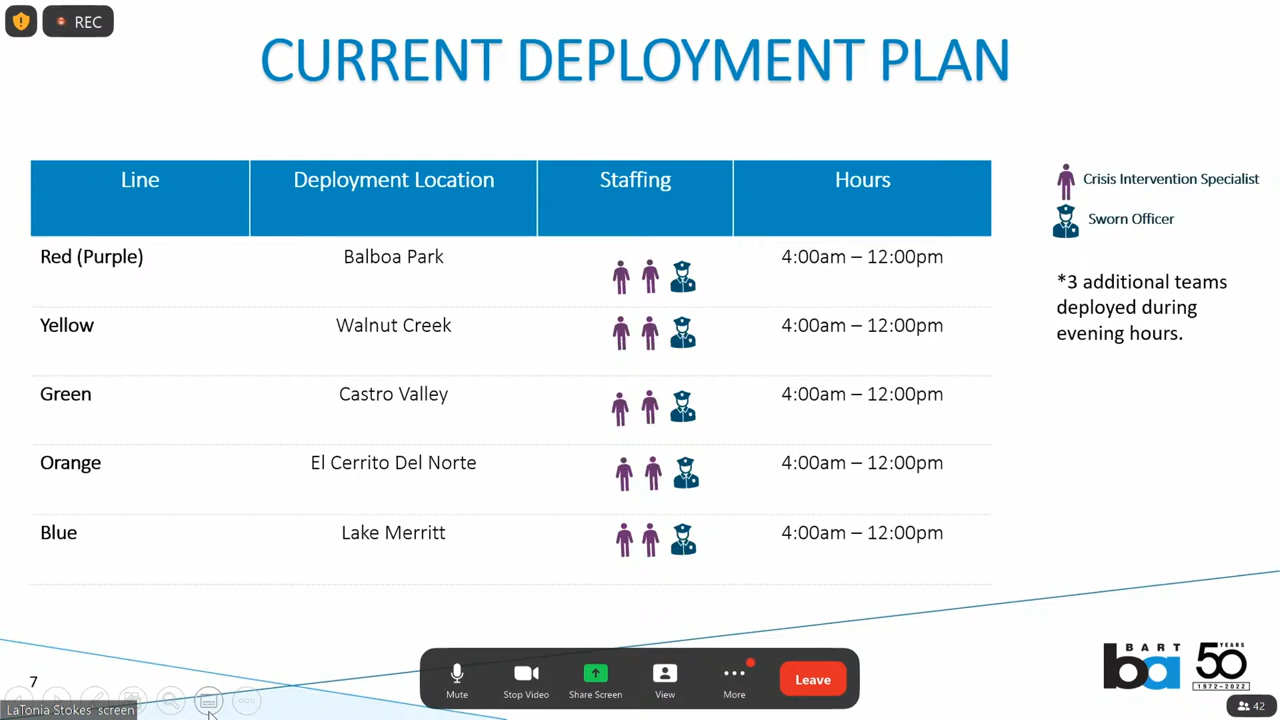 REC
CURRENT DEPLOYMENT PLAN
Line Deployment Location Staffing Hours
Red (Purple) Balboa Park 4:00am – 12:00pm
Yellow Walnut Creek 4:00am – 12:00pm
Green Castro Valley 4:00am – 12:00pm
Orange El Cerrito Del Norte 4:00am – 12:00pm
Blue Lake Merritt 4:00am – 12:00pm
Crisis Intervention Specialist
Sworn Officer
*3 additional teams
deployed during
evening hours.
BART
ba
50 YEARS
1972-2022
7
LaTonia Stokes' screen
Mute Stop Video Share Screen View More Leave
42